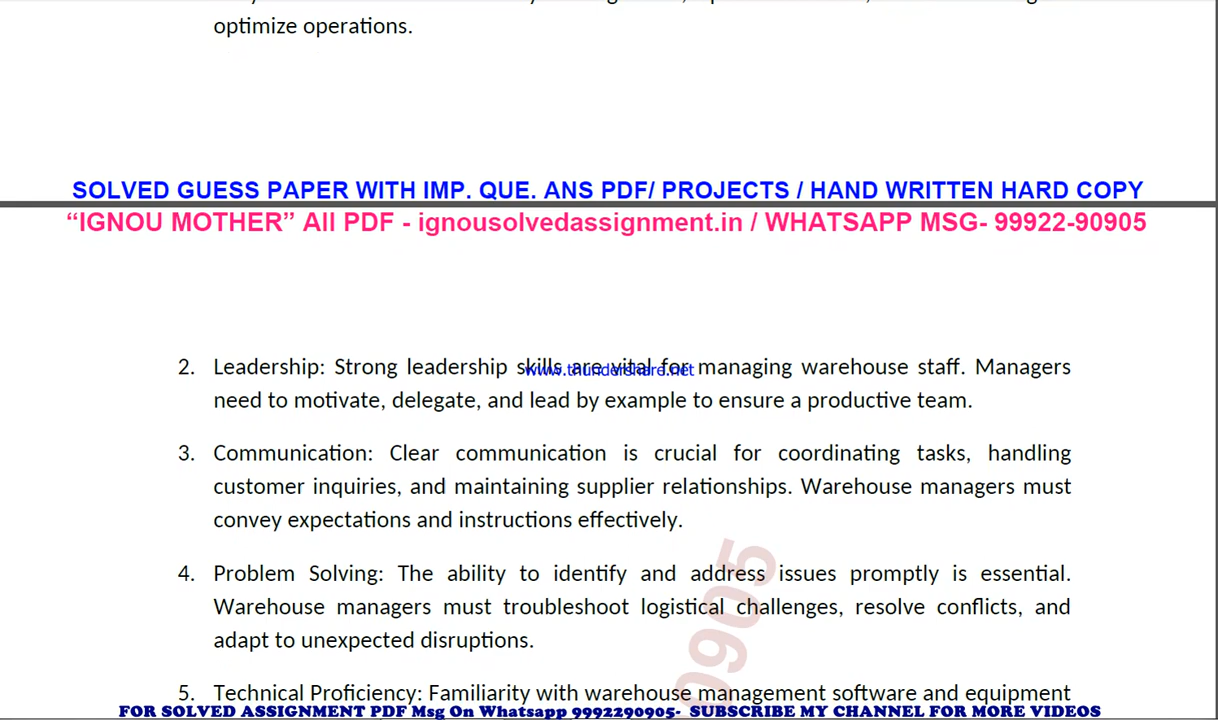 optimize operations.
SOLVED GUESS PAPER WITH IMP. QUE. ANS PDF/ PROJECTS / HAND WRITTEN HARD COPY
“IGNOU MOTHER” All PDF - ignousolvedassignment.in / WHATSAPP MSG- 99922-90905
2. Leadership: Strong leadership skills are vital for managing warehouse staff. Managers
www.thundershare.net
need to motivate, delegate, and lead by example to ensure a productive team.
3. Communication: Clear communication is crucial for coordinating tasks, handling
customer inquiries, and maintaining supplier relationships. Warehouse managers must
convey expectations and instructions effectively.
4. Problem Solving: The ability to identify and address issues promptly is essential.
Warehouse managers must troubleshoot logistical challenges, resolve conflicts, and
adapt to unexpected disruptions.
0905
5. Technical Proficiency: Familiarity with warehouse management software and equipment
FOR SOLVED ASSIGNMENT PDF Msg On Whatsapp 9992290905- SUBSCRIBE MY CHANNEL FOR MORE VIDEOS